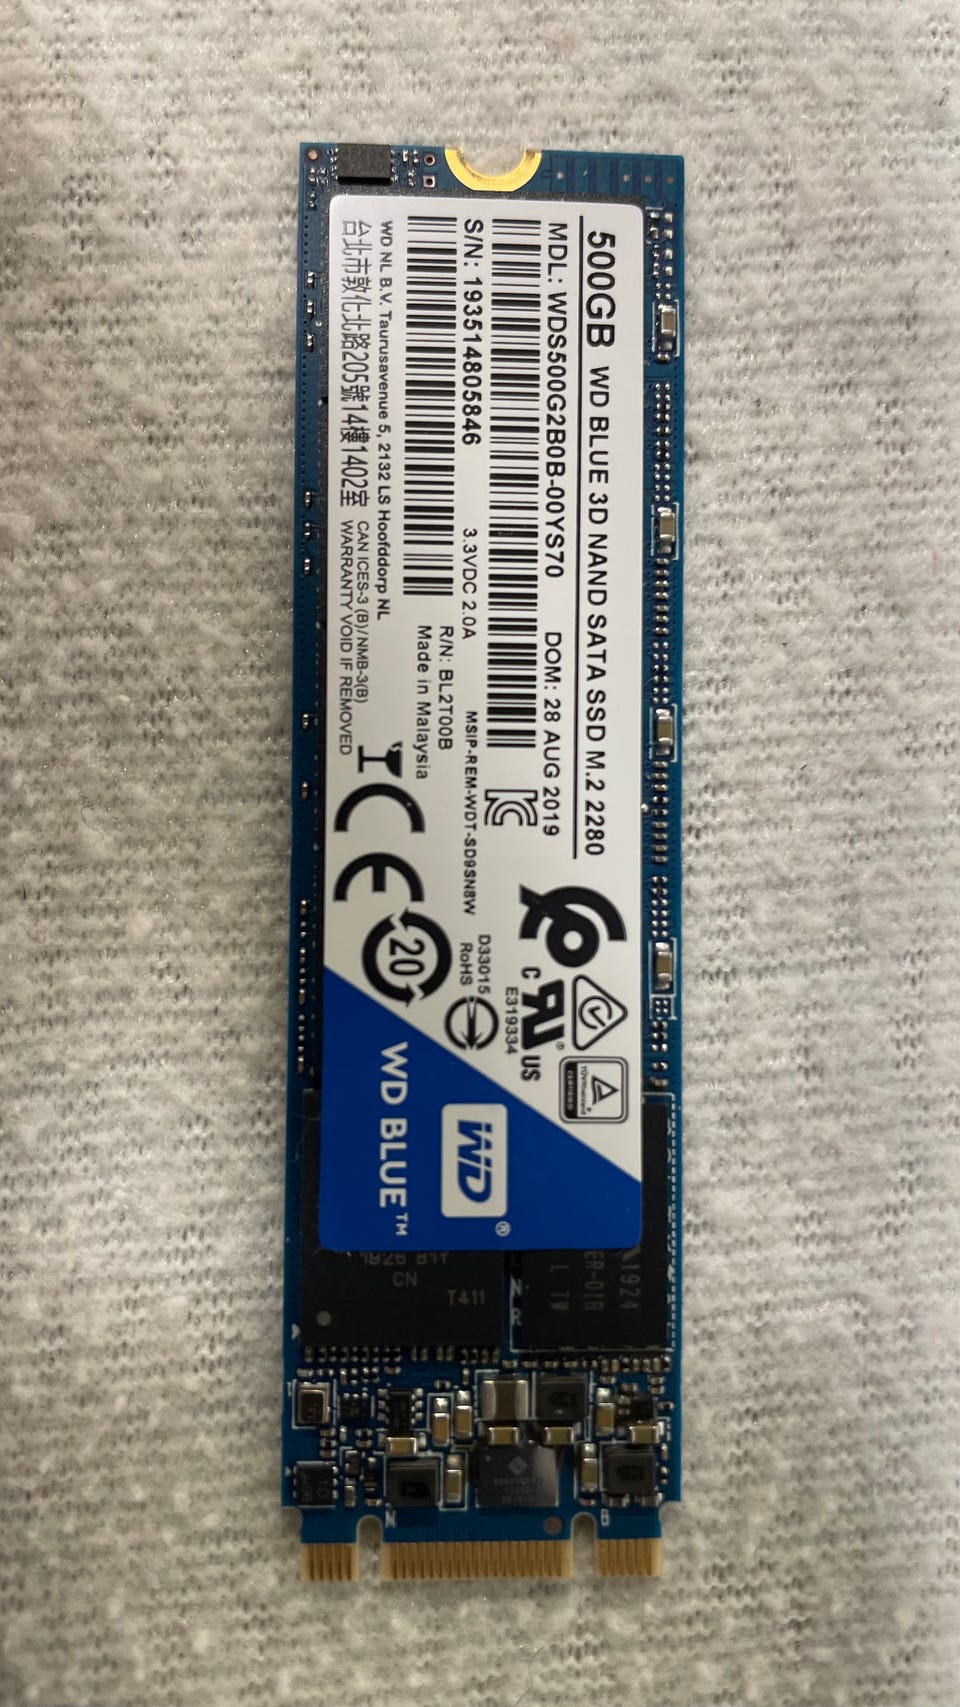 500GB WD BLUE 3D NAND SATA SSD M.2 2280
MDL: WDS500G2B0B-00YS70 DOM: 28 AUG 2019
S/N: 193514805846 3.3VDC 2.0A MSIP-REM-WDT-SD9SN8W
R/N: BL2T00B
Made in Malaysia
WD NL B.V. Taurusavenue 5, 2132 LS Hoofddorp NL
台北市敦化北路205號14樓1402室
CAN ICES-3 (B)/NMB-3(B)
WARRANTY VOID IF REMOVED
D33015
RoHS
E319334
C RU ® US
TÜVRheinland
CERTIFIED
CE
20
WD ®
WD BLUE™
CN
T411
1924
N
B